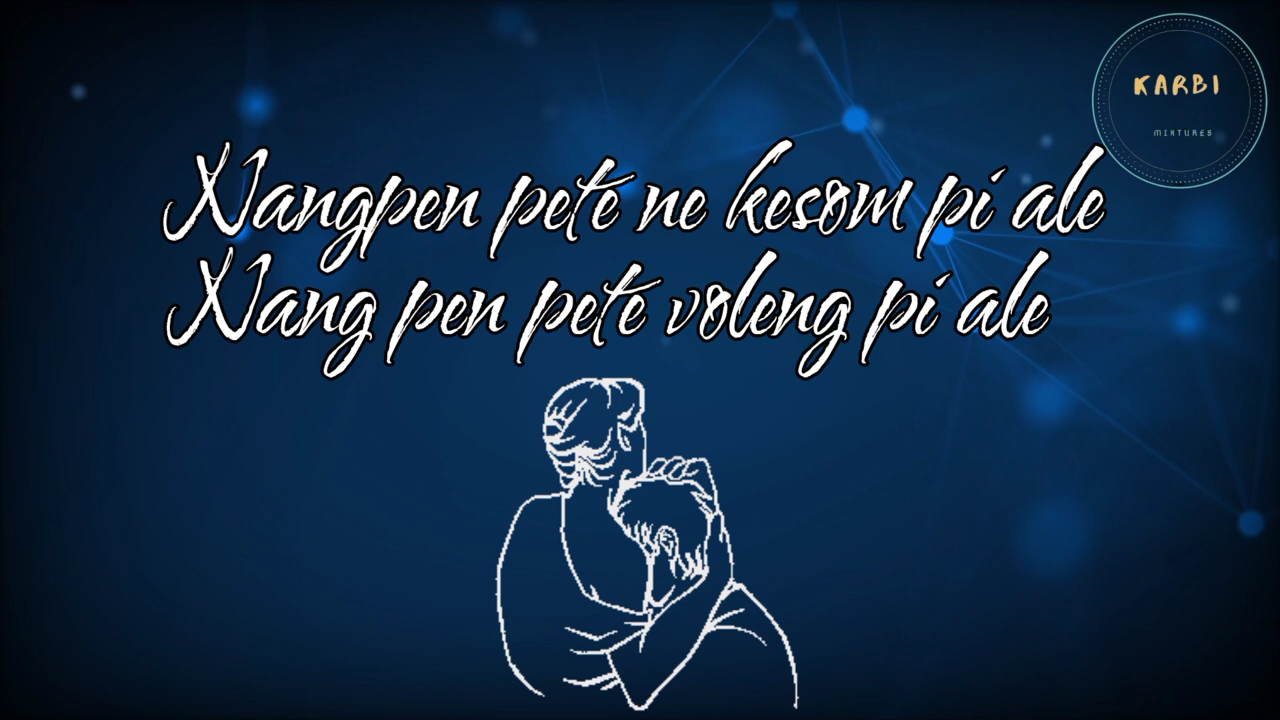 KARBI
MIXTURES
Nangpen pete ne kesom pi ale
Nang pen pete voleng pi ale